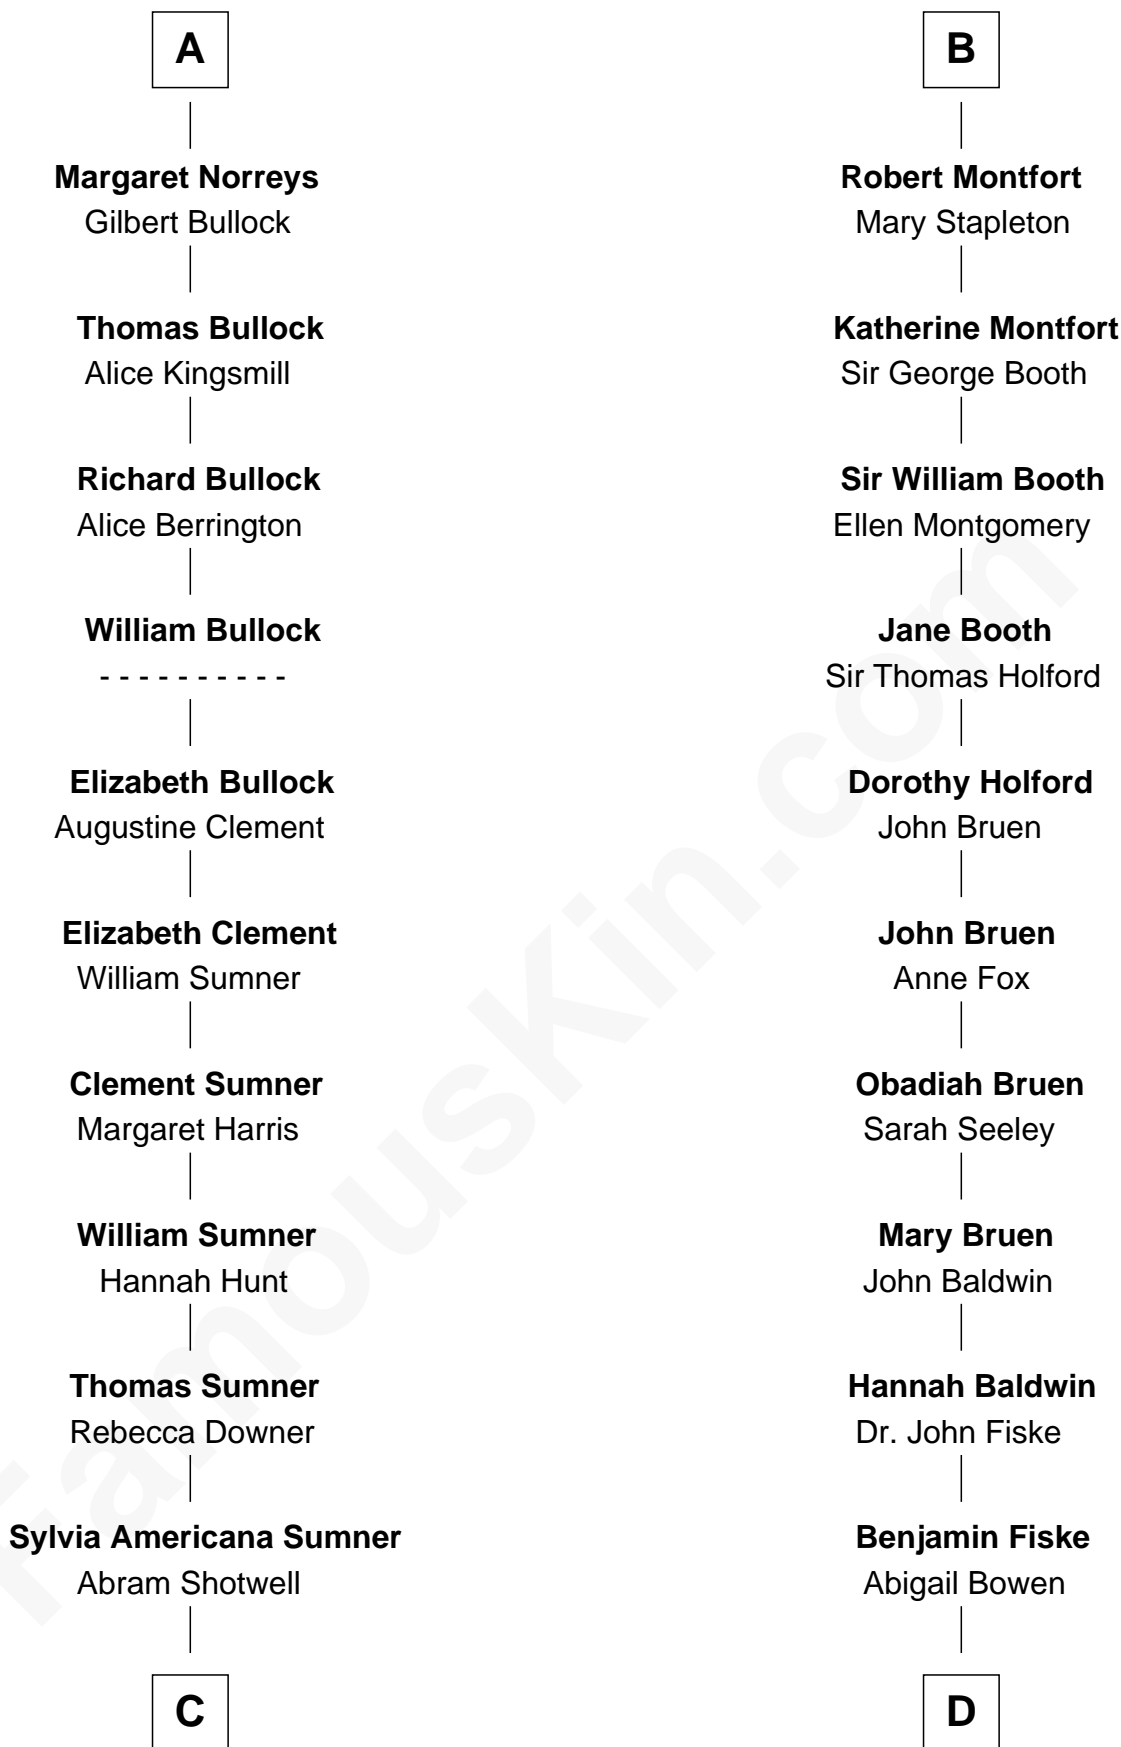 A
Margaret Norreys
Gilbert Bullock
Thomas Bullock
Alice Kingsmill
Richard Bullock
Alice Berrington
William Bullock
- - - - - - - - - -
Elizabeth Bullock
Augustine Clement
Elizabeth Clement
William Sumner
Clement Sumner
Margaret Harris
William Sumner
Hannah Hunt
Thomas Sumner
Rebecca Downer
Sylvia Americana Sumner
Abram Shotwell
C
B
Robert Montfort
Mary Stapleton
Katherine Montfort
Sir George Booth
Sir William Booth
Ellen Montgomery
Jane Booth
Sir Thomas Holford
Dorothy Holford
John Bruen
John Bruen
Anne Fox
Obadiah Bruen
Sarah Seeley
Mary Bruen
John Baldwin
Hannah Baldwin
Dr. John Fiske
Benjamin Fiske
Abigail Bowen
D
FamousKin.com